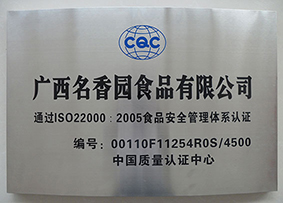 CQC
广西名香园食品有限公司
通过ISO22000：2005食品安全管理体系认证
编号：00110F11254R0S/4500
中国质量认证中心